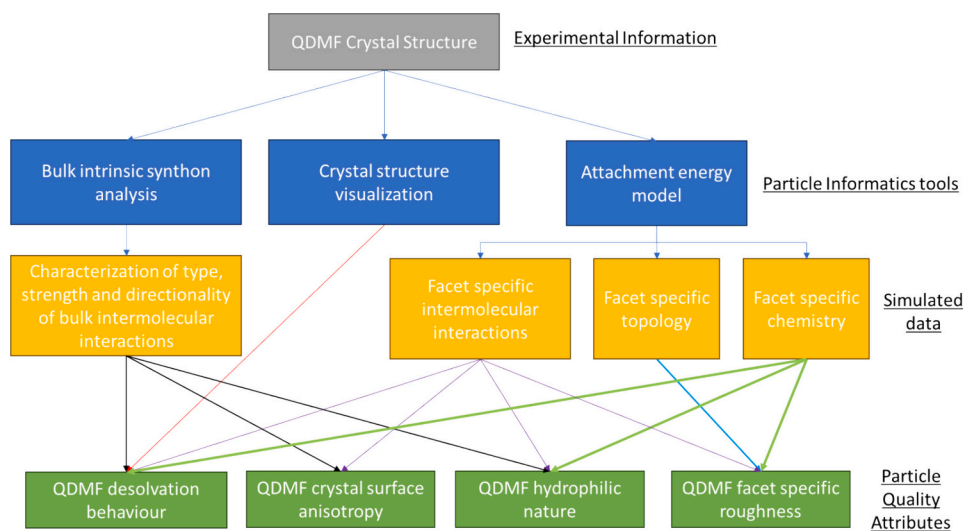 QDMF Crystal Structure
Experimental Information
Bulk intrinsic synthon
analysis
Crystal structure
visualization
Attachment energy
model
Particle Informatics tools
Characterization of type,
strength and directionality
of bulk intermolecular
interactions
Facet specific
intermolecular
interactions
Facet specific
topology
Facet specific
chemistry
Simulated
data
QDMF desolvation
behaviour
QDMF crystal surface
anisotropy
QDMF hydrophilic
nature
QDMF facet specific
roughness
Particle
Quality
Attributes